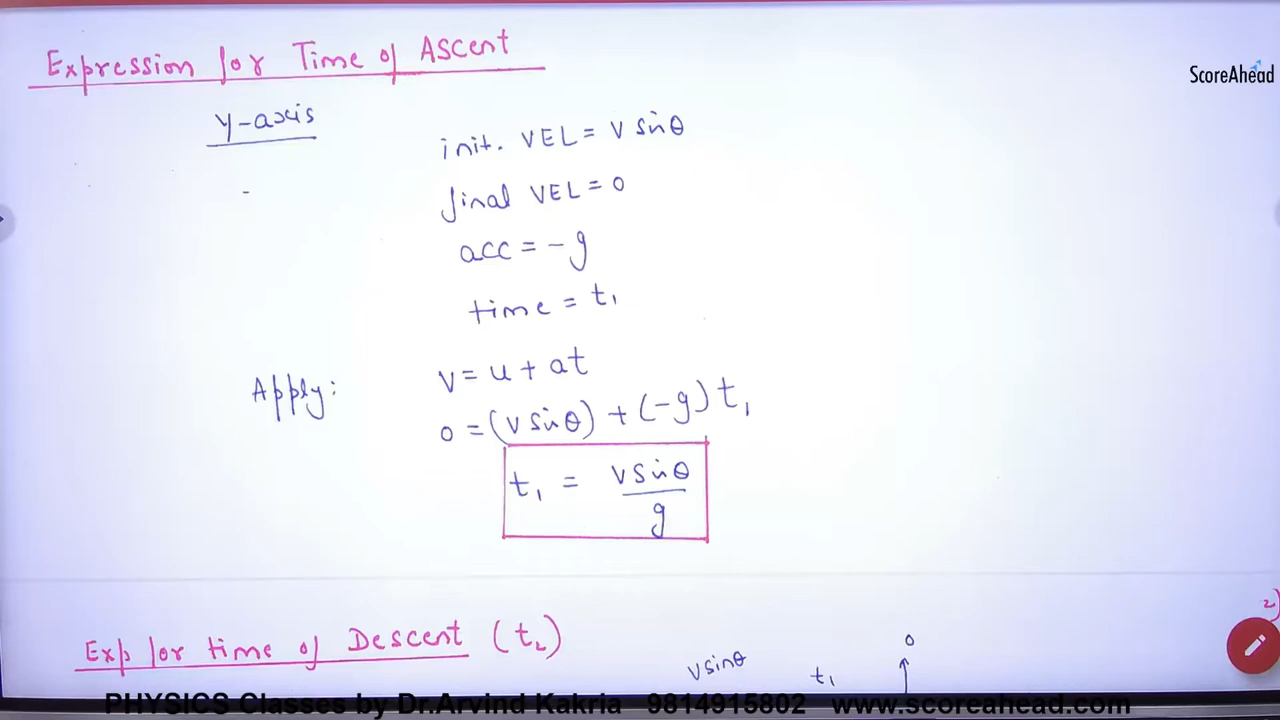 Expression for Time of Ascent
ScoreAhead
Y-axis
init. VEL = V sinθ
final VEL = 0
acc = -g
time = t₁
Apply:
V = u + at
0 = (V sinθ) + (-g) t₁
t₁ = V sinθ / g
2)
Exp for time of Descent (t₂)
0
V sinθ
t₁
PHYSICS Classes by Dr.Arvind Kakria 9814915802 www.scoreahead.com